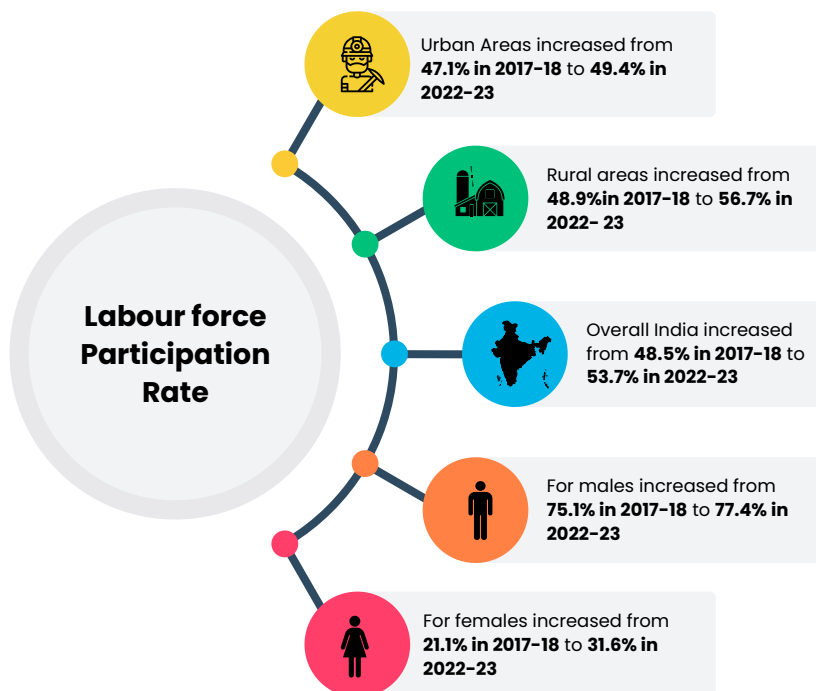 Urban Areas increased from
47.1% in 2017-18 to 49.4% in
2022-23
Rural areas increased from
48.9%in 2017-18 to 56.7% in
2022- 23
Labour force
Participation
Rate
Overall India increased
from 48.5% in 2017-18 to
53.7% in 2022-23
For males increased from
75.1% in 2017-18 to 77.4% in
2022-23
For females increased from
21.1% in 2017-18 to 31.6% in
2022-23